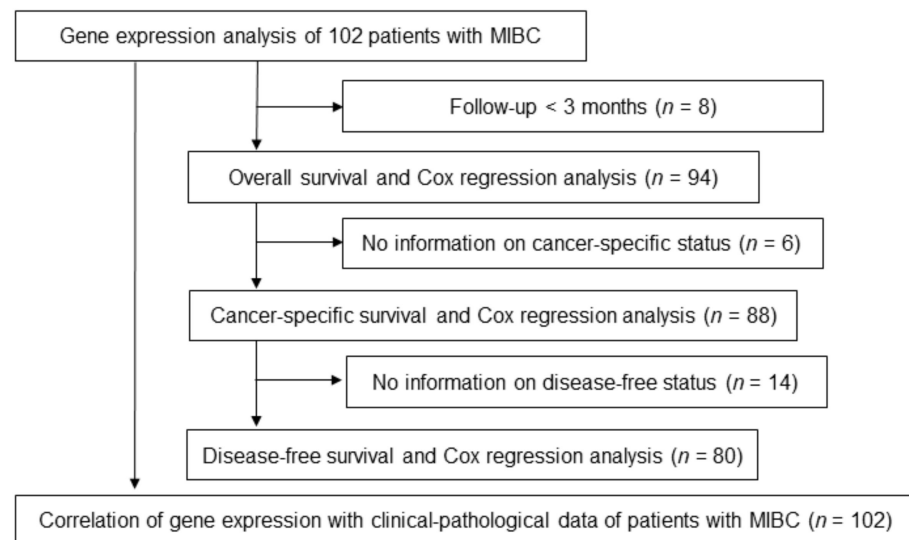 Gene expression analysis of 102 patients with MIBC
Follow-up < 3 months (n = 8)
Overall survival and Cox regression analysis (n = 94)
No information on cancer-specific status (n = 6)
Cancer-specific survival and Cox regression analysis (n = 88)
No information on disease-free status (n = 14)
Disease-free survival and Cox regression analysis (n = 80)
Correlation of gene expression with clinical-pathological data of patients with MIBC (n = 102)